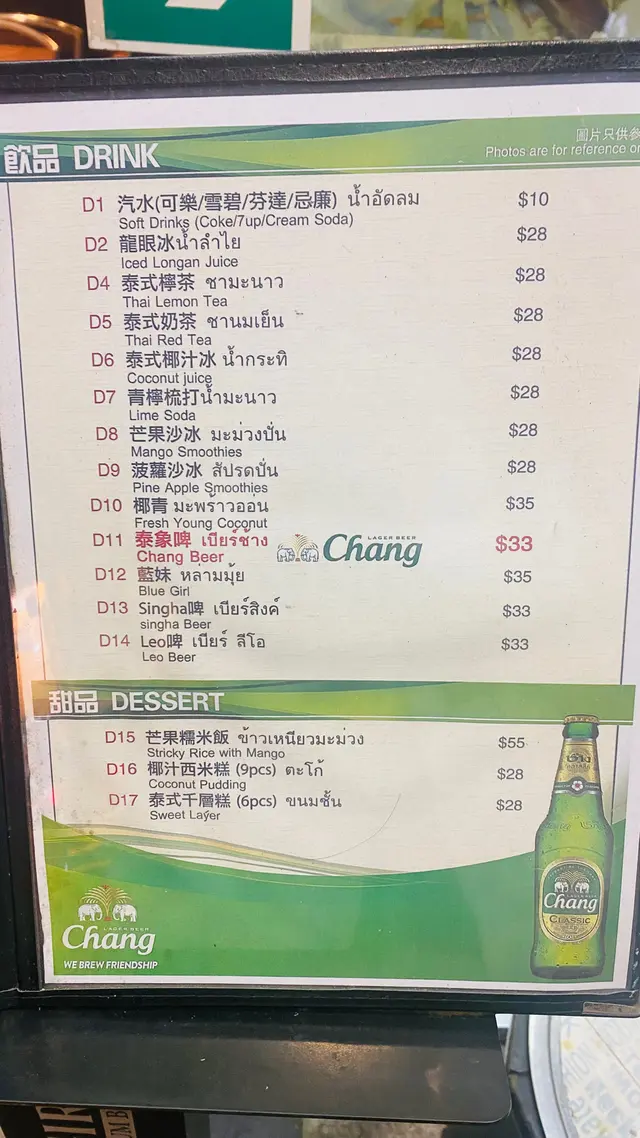 圖片只供參
飲品 DRINK
Photos are for reference on
D1 汽水(可樂/雪碧/芬達/忌廉) น้ำอัดลม $10
Soft Drinks (Coke/7up/Cream Soda)
D2 龍眼冰น้ำลำไย $28
Iced Longan Juice
D4 泰式檸茶 ชามะนาว $28
Thai Lemon Tea
D5 泰式奶茶 ชานมเย็น $28
Thai Red Tea
D6 泰式椰汁冰 น้ำกระทิ $28
Coconut juice
D7 青檸梳打น้ำมะนาว $28
Lime Soda
D8 芒果沙冰 มะม่วงปั่น $28
Mango Smoothies
D9 菠蘿沙冰 สัปรดปั่น $28
Pine Apple Smoothies
D10 椰青 มะพร้าวออน $35
Fresh Young Coconut
D11 泰象啤 เบียร์ช้าง LAGER BEER Chang $33
Chang Beer
D12 藍妹 หล่ามมุ้ย $35
Blue Girl
D13 Singha啤 เบียร์สิงค์ $33
singha Beer
D14 Leo啤 เบียร์ ลีโอ $33
Leo Beer
甜品 DESSERT
D15 芒果糯米飯 ข้าวเหนียวมะม่วง $55
Stricky Rice with Mango
D16 椰汁西米糕 (9pcs) ตะโก้ $28
Coconut Pudding
D17 泰式千層糕 (6pcs) ขนมชั้น $28
Sweet Layer
ช้าง
LAGER BEER
Chang
CLASSIC
LAGER BEER
Chang
WE BREW FRIENDSHIP